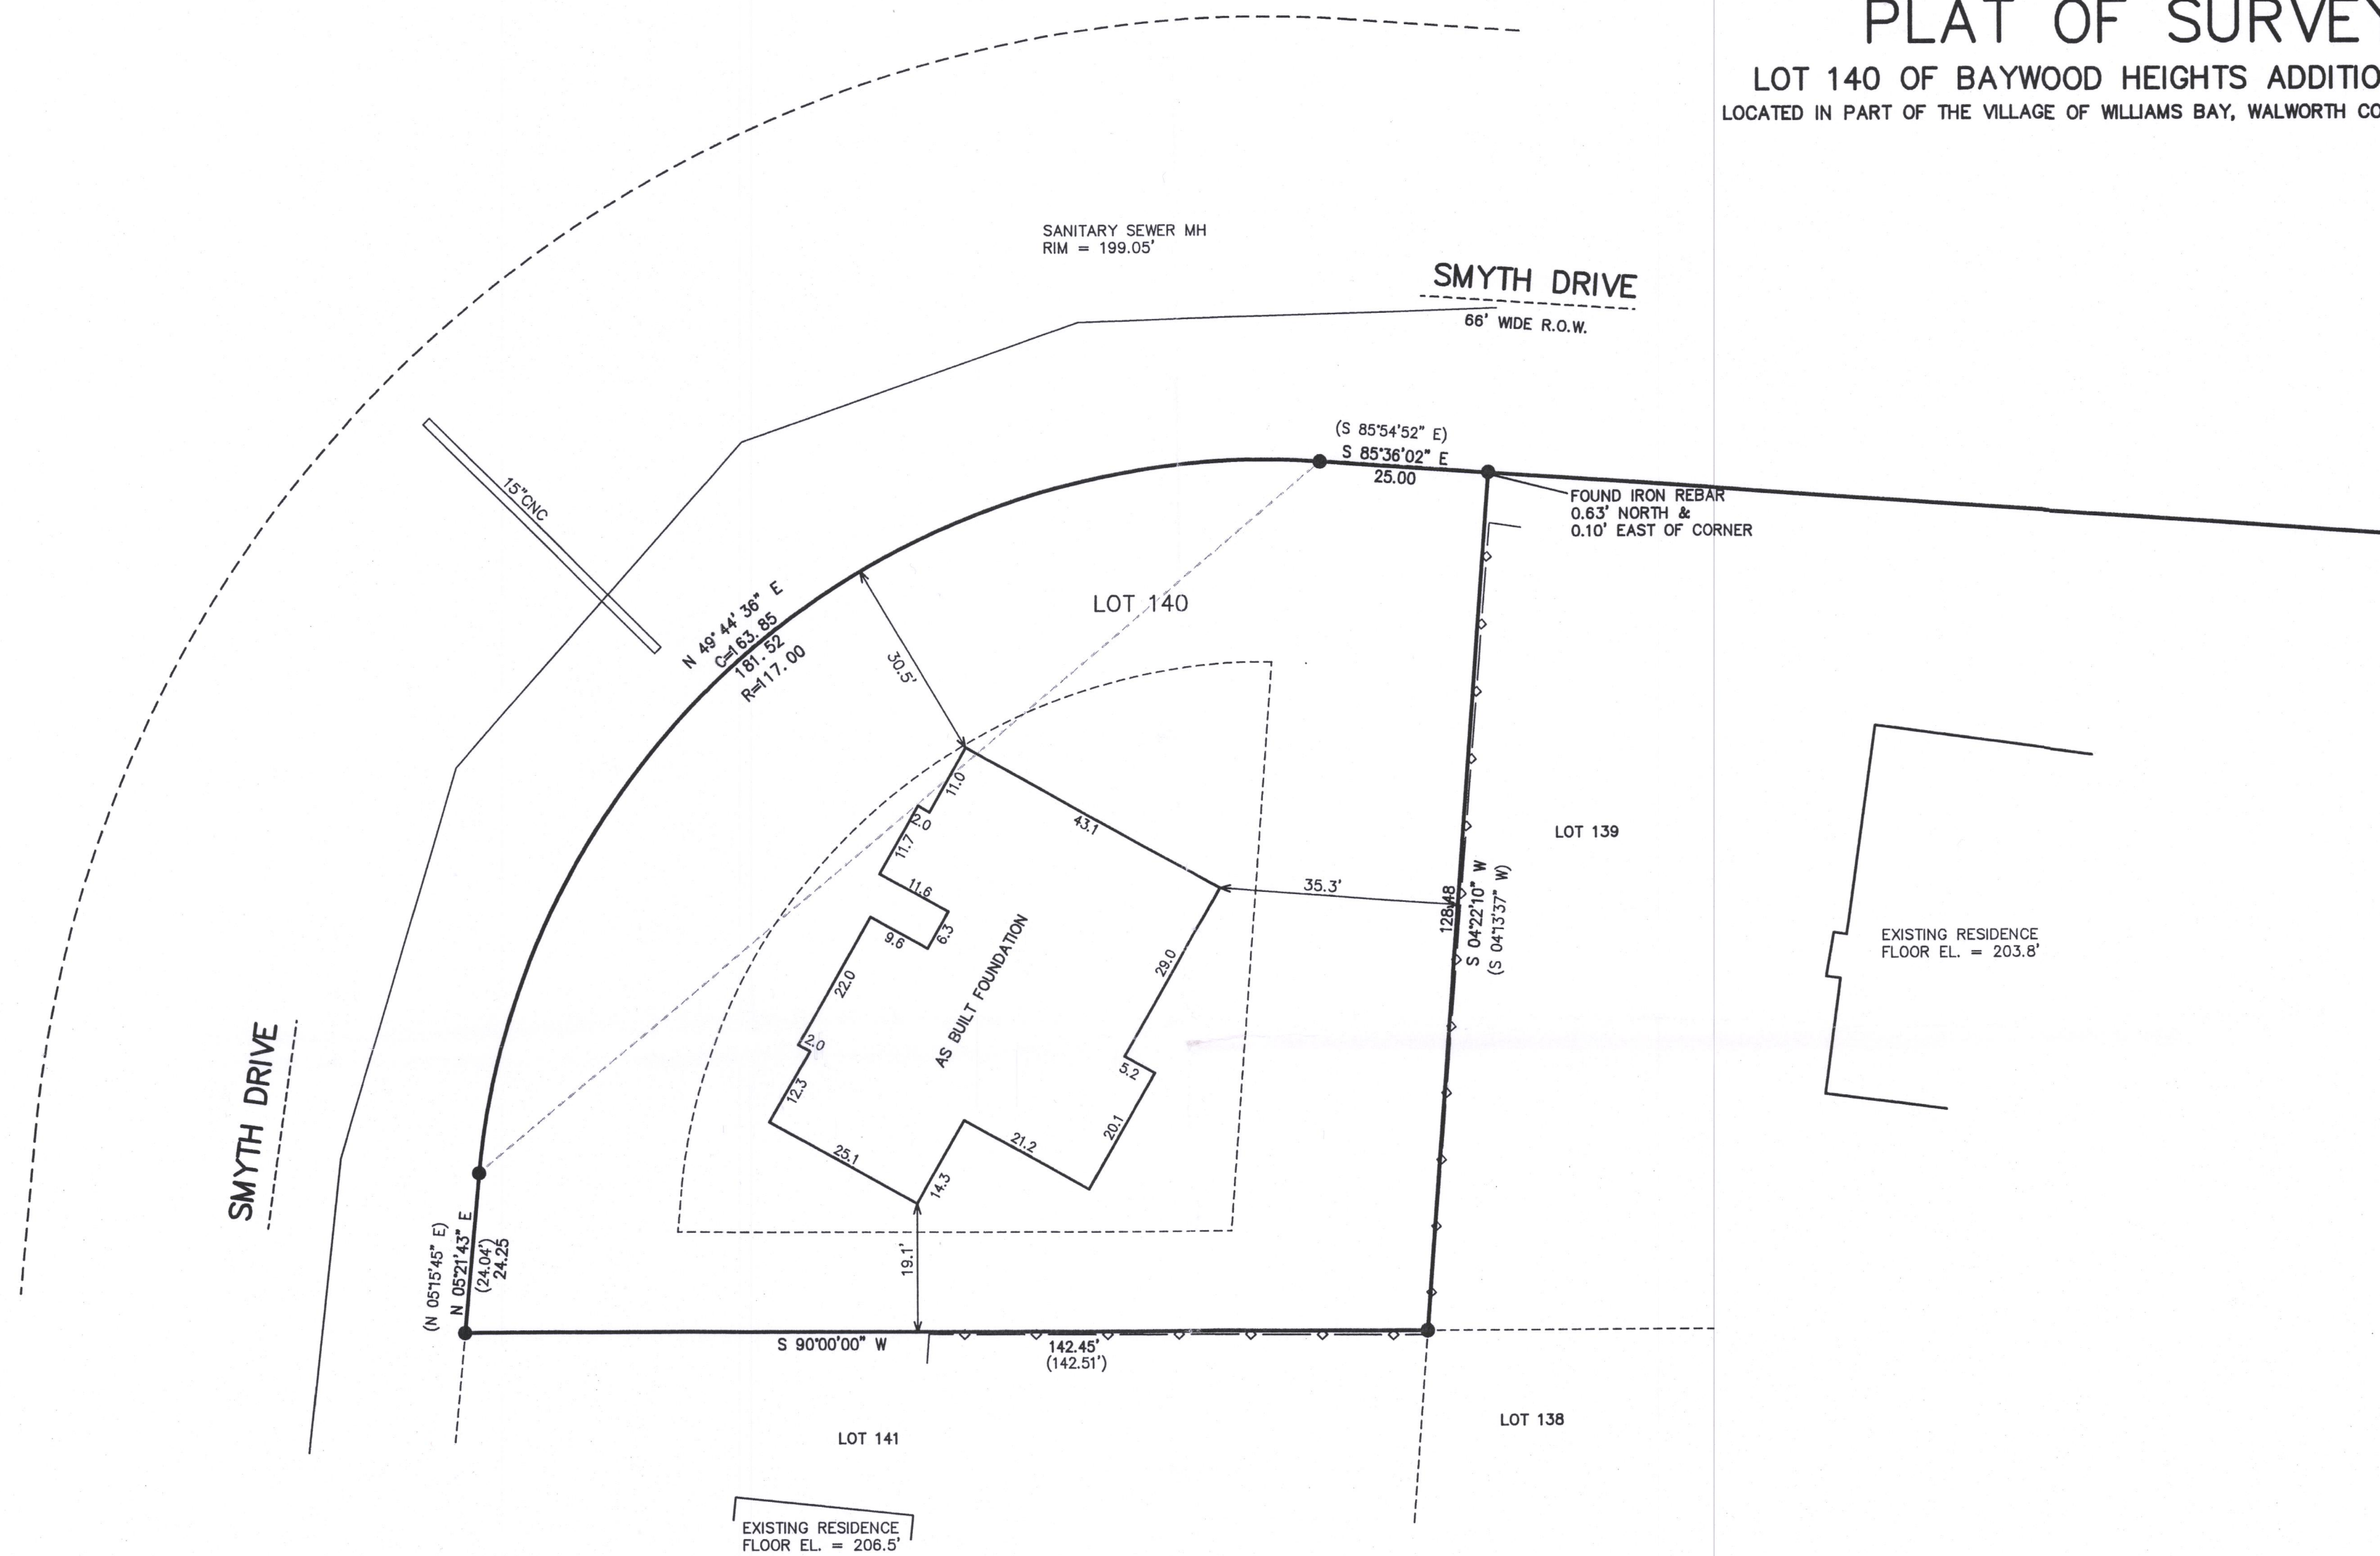 PLAT OF SURVEY
LOT 140 OF BAYWOOD HEIGHTS ADDITIO
LOCATED IN PART OF THE VILLAGE OF WILLIAMS BAY, WALWORTH CO
SANITARY SEWER MH
RIM = 199.05'
SMYTH DRIVE
66' WIDE R.O.W.
(S 85°54'52" E)
S 85°36'02" E
25.00
FOUND IRON REBAR
0.63' NORTH &
0.10' EAST OF CORNER
15"CNC
N 49° 44' 36" E
C=163.85
181.52
R=117.00
LOT 140
30.5'
11.0
2.0
11.7
43.1
11.6
9.6
6.3
35.3'
LOT 139
128.48
S 04°22'10" W
(S 04°13'37" W)
EXISTING RESIDENCE
FLOOR EL. = 203.8'
22.0
AS BUILT FOUNDATION
29.0
2.0
12.3
5.2
20.1
21.2
25.1
14.3
SMYTH DRIVE
(N 05°15'45" E)
N 05°21'43" E
(24.04')
24.25
19.1'
S 90°00'00" W
142.45'
(142.51')
LOT 141
LOT 138
EXISTING RESIDENCE
FLOOR EL. = 206.5'